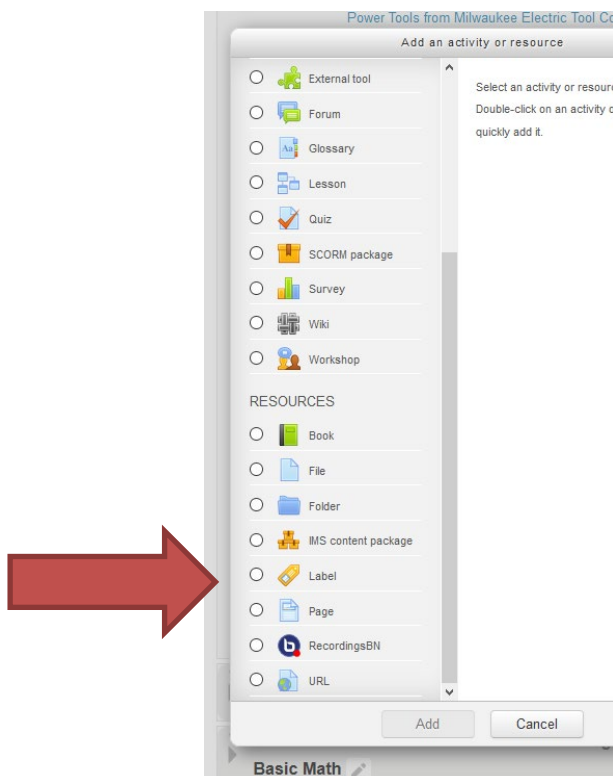 Power Tools from Milwaukee Electric Tool
Add an activity or resource
External tool
Forum
Glossary
Lesson
Quiz
SCORM package
Survey
Wiki
Workshop
Select an activity or
Double-click on an activity
quickly add it.
RESOURCES
Book
File
Folder
IMS content package
Label
Page
RecordingsBN
URL
Add
Cancel
Basic Math